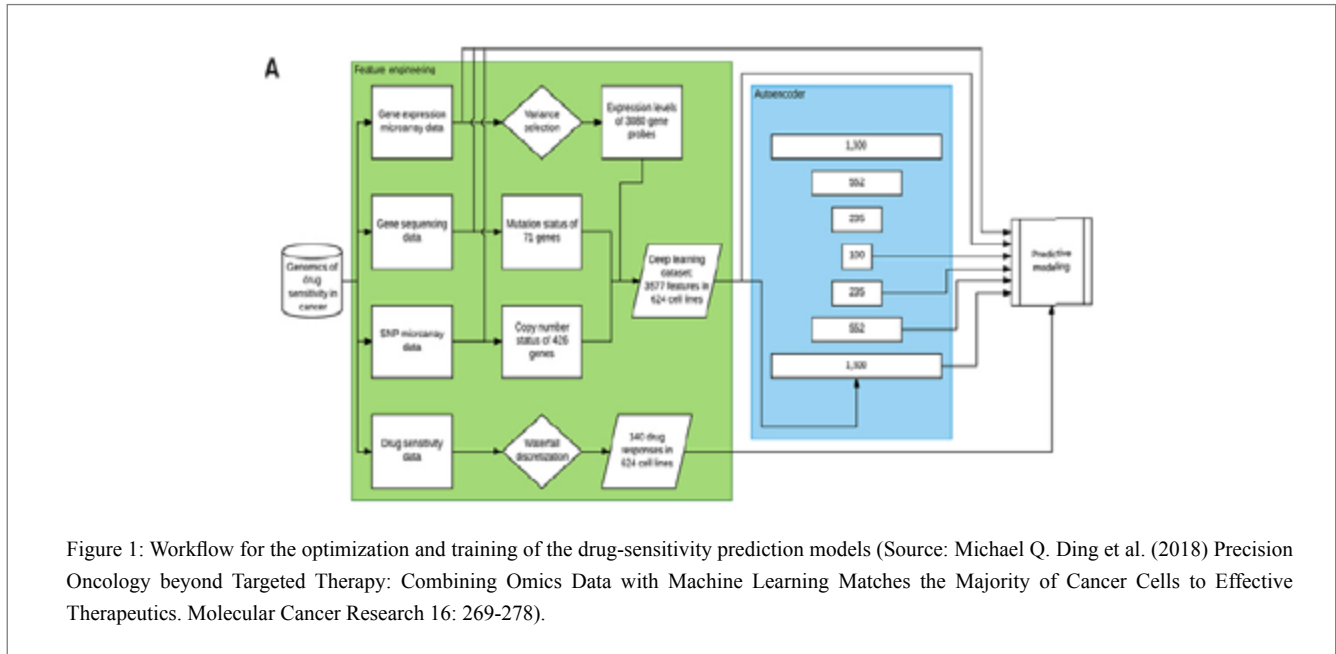 A
Feature engineering
Autoencoder
Gene expression
microarray data
Variance
selection
Expression levels
of 3080 gene
probes
Gene sequencing
data
Mutation status of
71 genes
Genomics of
drug
sensitivity in
cancer
Deep learning
dataset:
3577 features in
624 cell lines
SNP microarray
data
Copy number
status of 426
genes
Drug sensitivity
data
Waterfall
discretization
140 drug
responses in
624 cell lines
1,300
552
235
100
235
552
1,300
Predictive
modeling
Figure 1: Workflow for the optimization and training of the drug-sensitivity prediction models (Source: Michael Q. Ding et al. (2018) Precision
Oncology beyond Targeted Therapy: Combining Omics Data with Machine Learning Matches the Majority of Cancer Cells to Effective
Therapeutics. Molecular Cancer Research 16: 269-278).